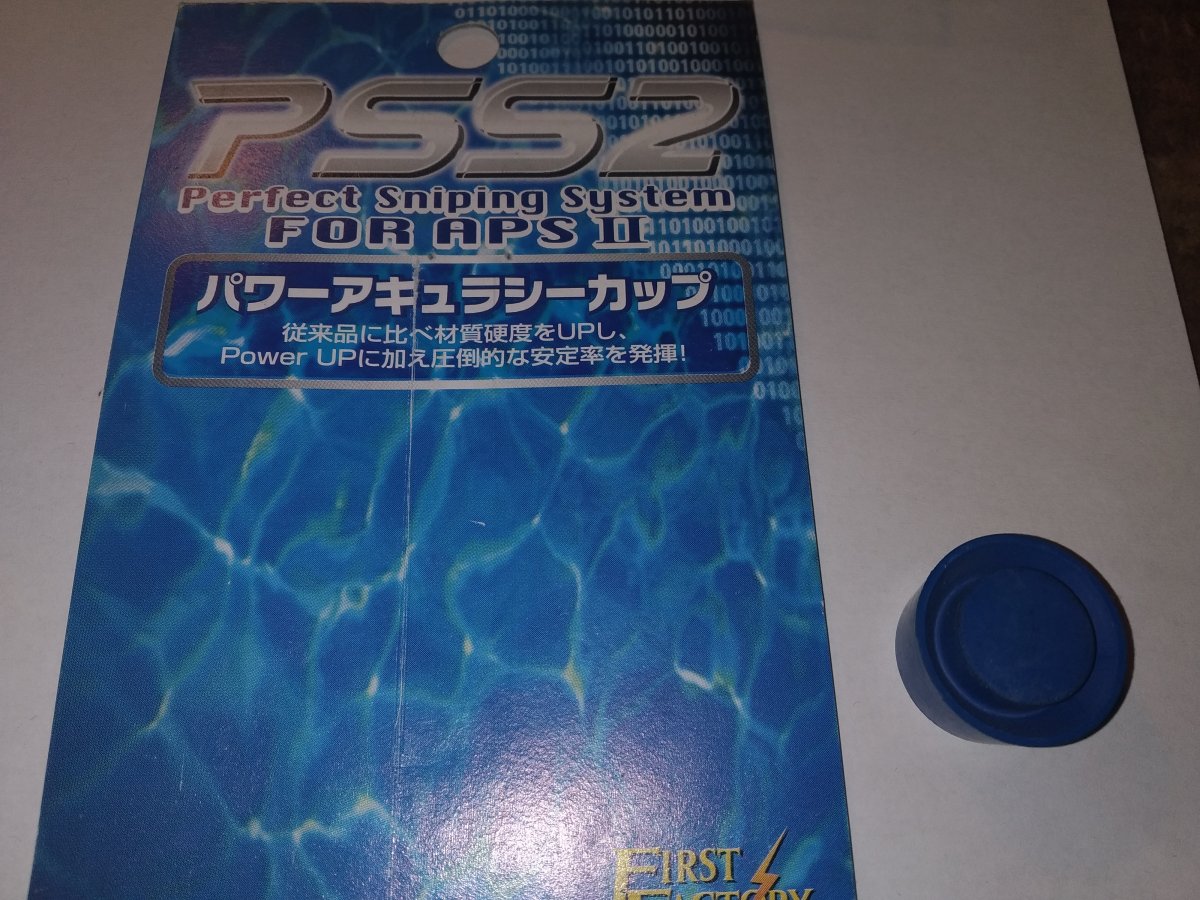 PSS2
Perfect Sniping System
FOR APS II
パワーアキュラシーカップ
従来品に比べ材質硬度をUPし、
Power UPに加え圧倒的な安定率を発揮!
FIRST
FACTORY